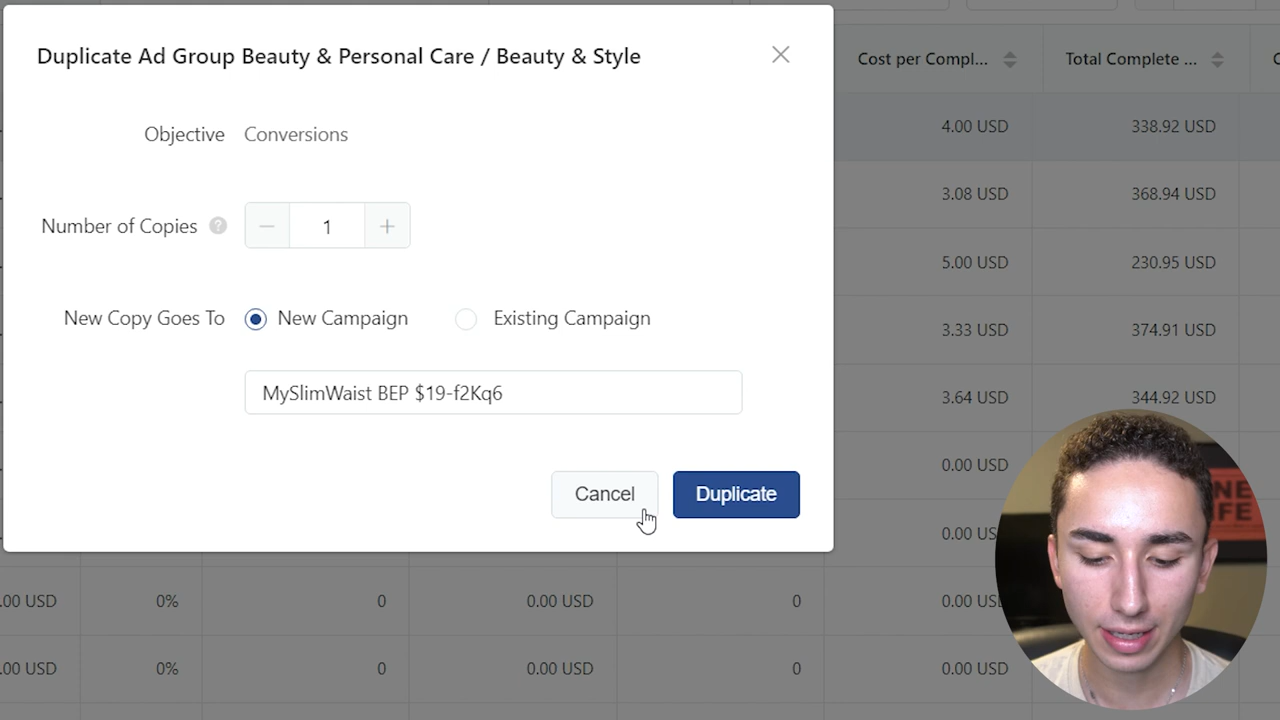 Duplicate Ad Group Beauty & Personal Care / Beauty & Style
Cost per Compl...
Total Complete ...
Objective Conversions
4.00 USD 338.92 USD
Number of Copies ? − 1 +
3.08 USD 368.94 USD
5.00 USD 230.95 USD
New Copy Goes To New Campaign Existing Campaign
3.33 USD 374.91 USD
MySlimWaist BEP $19-f2Kq6
3.64 USD 344.92 USD
0.00 USD
Cancel Duplicate
NE
IFE
0.00 USD
.00 USD 0% 0 0.00 USD 0 0.00 USD
.00 USD 0% 0 0.00 USD 0 0.00 USD